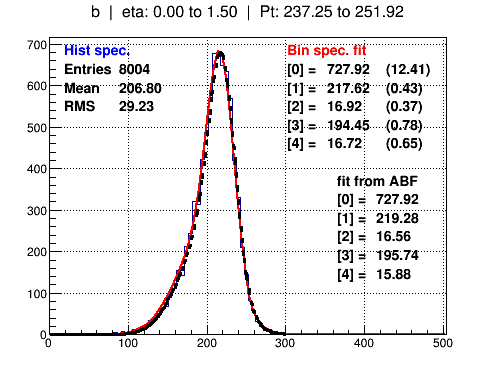 b | eta: 0.00 to 1.50 | Pt: 237.25 to 251.92
Hist spec.
Entries 8004
Mean 206.80
RMS 29.23
Bin spec. fit
[0] = 727.92 (12.41)
[1] = 217.62 (0.43)
[2] = 16.92 (0.37)
[3] = 194.45 (0.78)
[4] = 16.72 (0.65)
fit from ABF
[0] = 727.92
[1] = 219.28
[2] = 16.56
[3] = 195.74
[4] = 15.88
700
600
500
400
300
200
100
0
0 100 200 300 400 500